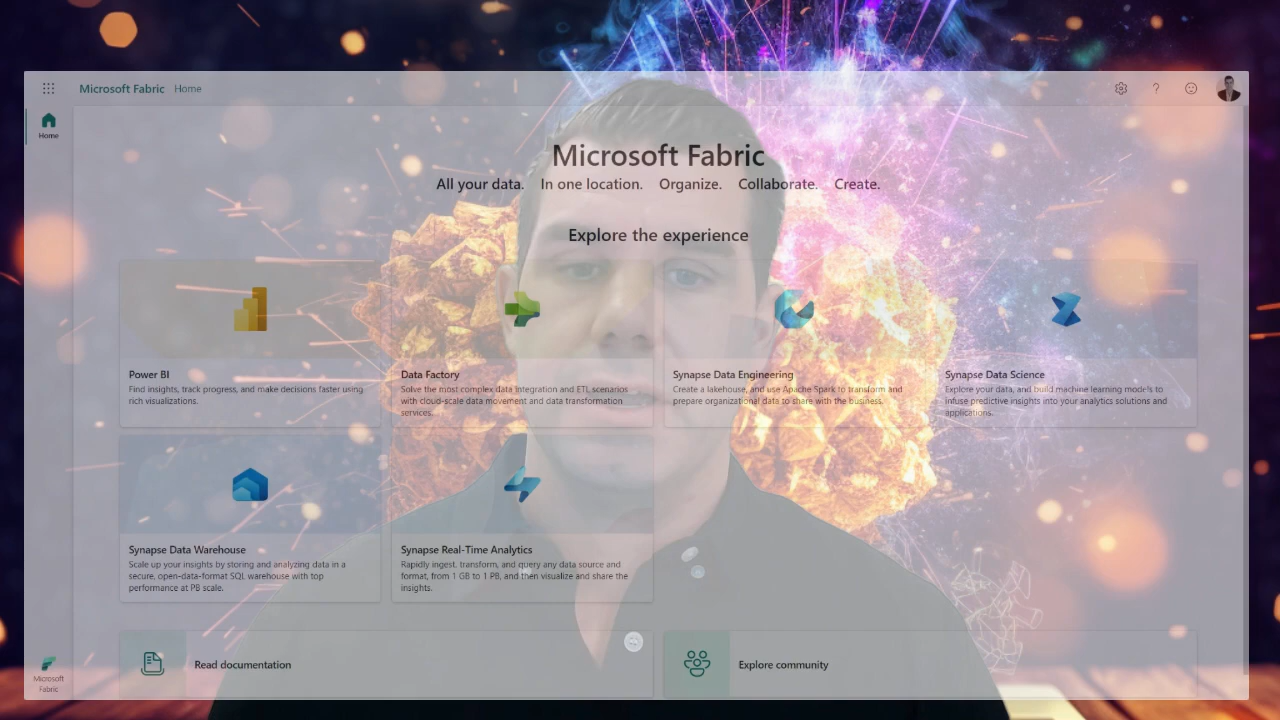 Microsoft Fabric Home
Home
Microsoft Fabric
All your data. In one location. Organize. Collaborate. Create.
Explore the experience
Power BI
Find insights, track progress, and make decisions faster using
rich visualizations.
Data Factory
Solve the most complex data integration and ETL scenarios
with cloud-scale data movement and data transformation
services.
Synapse Data Engineering
Create a lakehouse, and use Apache Spark to transform and
prepare organizational data to share with the business.
Synapse Data Science
Explore your data, and build machine learning models to
infuse predictive insights into your analytics solutions and
applications.
Synapse Data Warehouse
Scale up your insights by storing and analyzing data in a
secure, open-data-format SQL warehouse with top
performance at PB scale.
Synapse Real-Time Analytics
Rapidly ingest, transform, and query any data source and
format, from 1 GB to 1 PB, and then visualize and share the
insights.
Read documentation
Explore community
Microsoft
Fabric